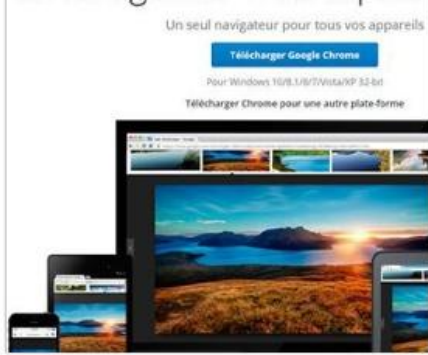 Un seul navigateur pour tous vos appareils
Télécharger Google Chrome
Pour Windows 10/8.1/8/7/Vista/XP 32-bit
Télécharger Chrome pour une autre plate-forme